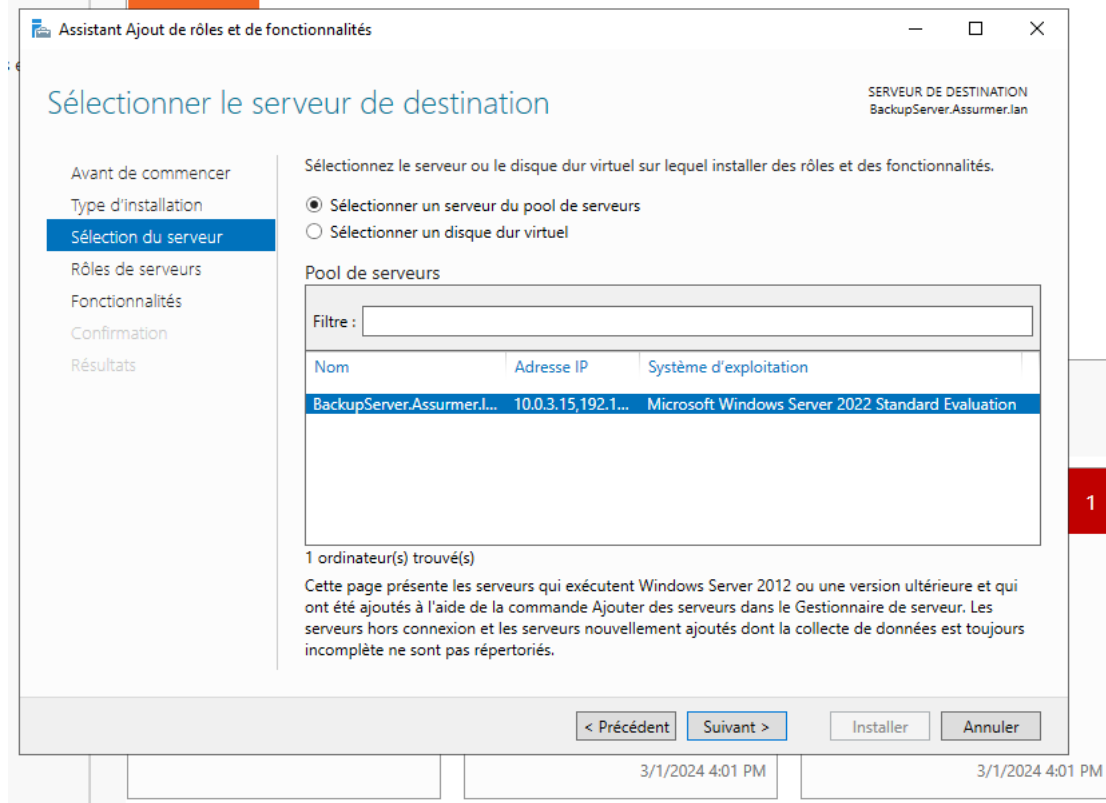 Assistant Ajout de rôles et de fonctionnalités
Sélectionner le serveur de destination
SERVEUR DE DESTINATION
BackupServer.Assurmer.lan
Avant de commencer
Type d'installation
Sélection du serveur
Rôles de serveurs
Fonctionnalités
Confirmation
Résultats
Sélectionnez le serveur ou le disque dur virtuel sur lequel installer des rôles et des fonctionnalités.
Sélectionner un serveur du pool de serveurs
Sélectionner un disque dur virtuel
Pool de serveurs
Filtre :
Nom Adresse IP Système d'exploitation
BackupServer.Assurmer.l... 10.0.3.15,192.1... Microsoft Windows Server 2022 Standard Evaluation
1 ordinateur(s) trouvé(s)
Cette page présente les serveurs qui exécutent Windows Server 2012 ou une version ultérieure et qui
ont été ajoutés à l'aide de la commande Ajouter des serveurs dans le Gestionnaire de serveur. Les
serveurs hors connexion et les serveurs nouvellement ajoutés dont la collecte de données est toujours
incomplète ne sont pas répertoriés.
< Précédent Suivant > Installer Annuler
1
3/1/2024 4:01 PM 3/1/2024 4:01 PM